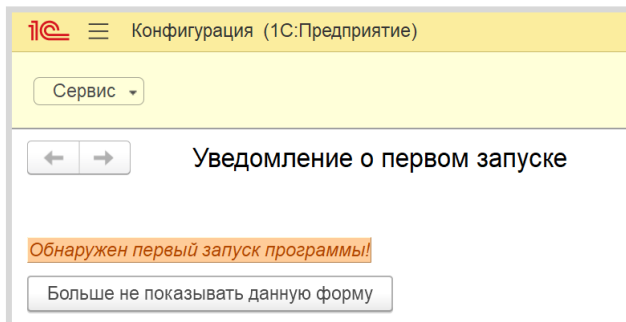 1С Конфигурация (1С:Предприятие)
Сервис
Уведомление о первом запуске
Обнаружен первый запуск программы!
Больше не показывать данную форму